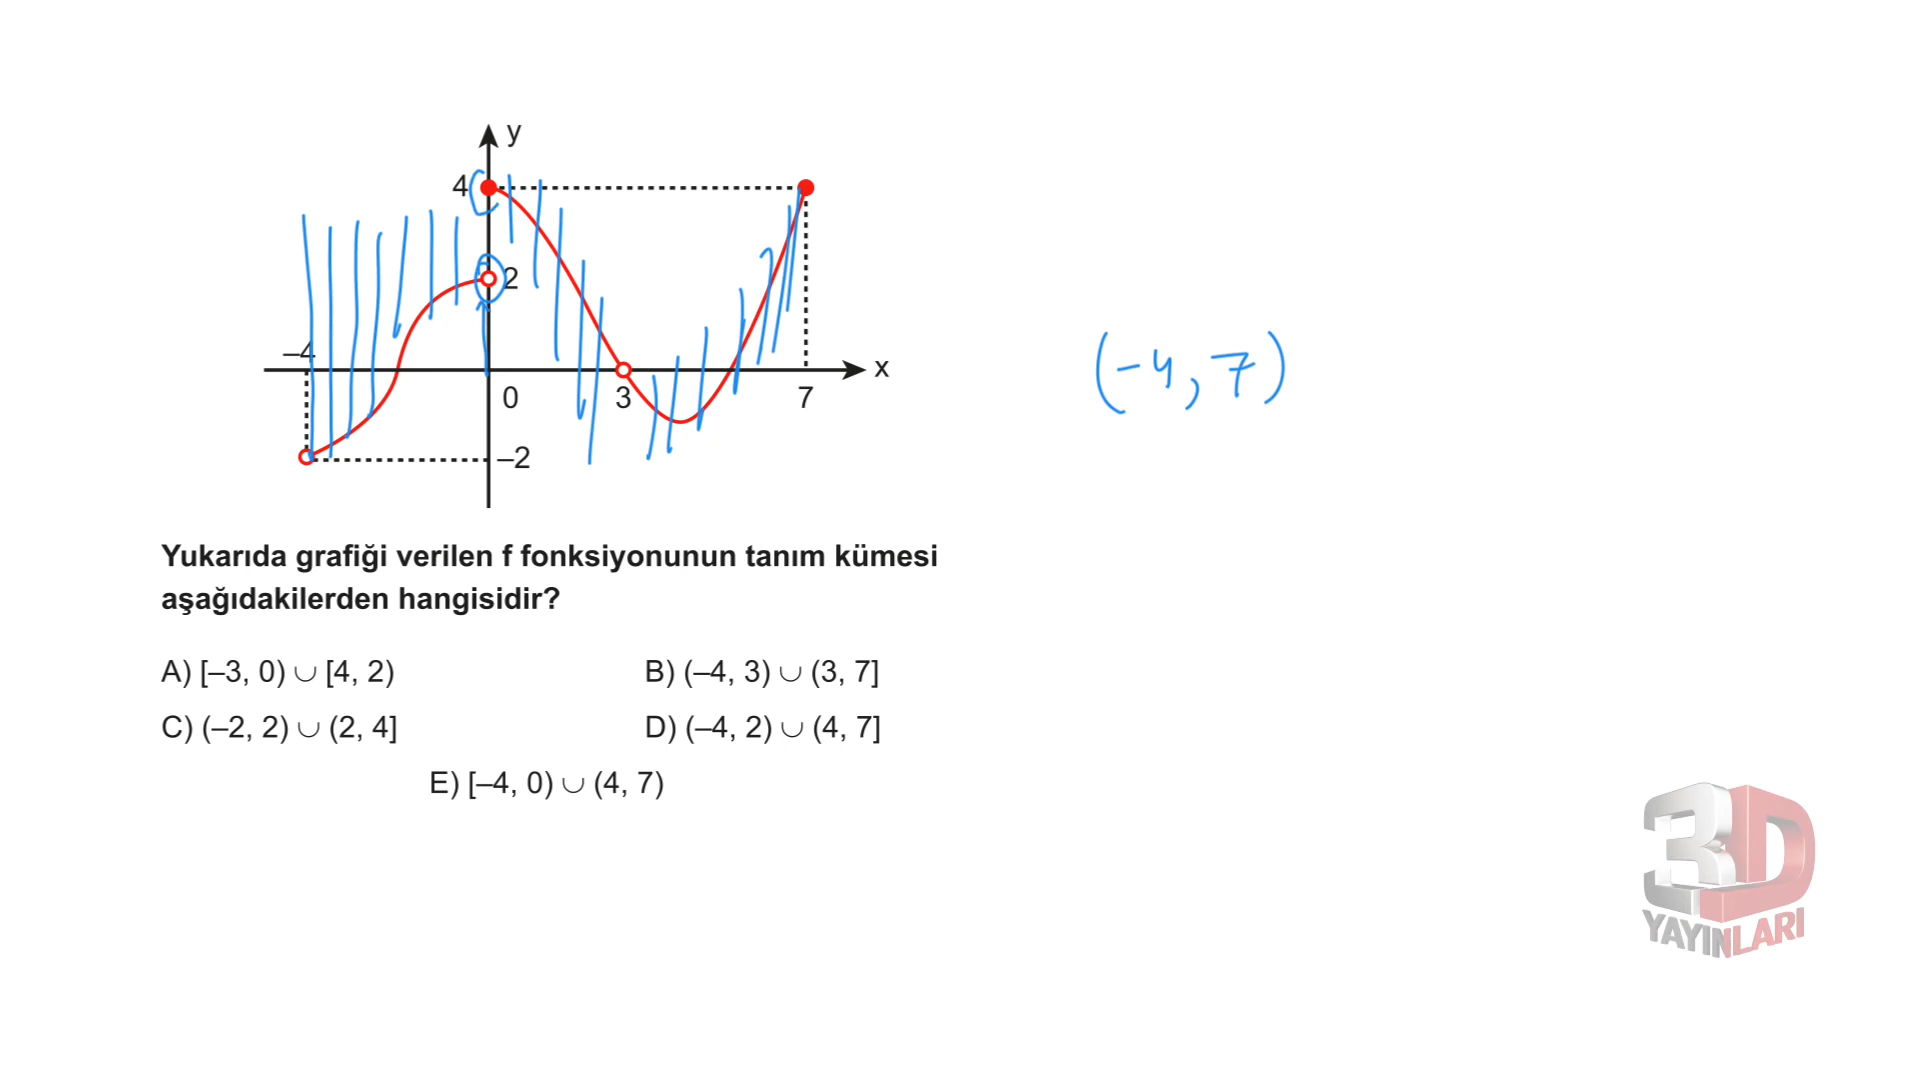 y
4
2
–4
x
0
3
7
–2
(-4,7)
Yukarıda grafiği verilen f fonksiyonunun tanım kümesi
aşağıdakilerden hangisidir?
A) [–3, 0) ∪ [4, 2)
B) (–4, 3) ∪ (3, 7]
C) (–2, 2) ∪ (2, 4]
D) (–4, 2) ∪ (4, 7]
E) [–4, 0) ∪ (4, 7)
3D
YAYINLARI